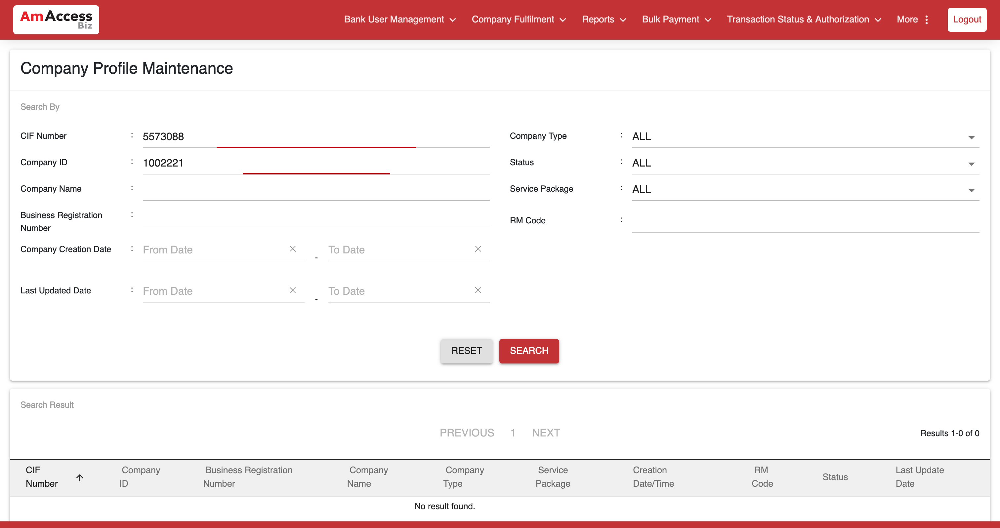 AmAccess
Biz
Bank User Management
Company Fulfilment
Reports
Bulk Payment
Transaction Status & Authorization
More
Logout
Company Profile Maintenance
Search By
CIF Number : 5573088
Company Type : ALL
Company ID : 1002221
Status : ALL
Company Name :
Service Package : ALL
Business Registration
Number :
RM Code :
Company Creation Date : From Date - To Date
Last Updated Date : From Date - To Date
RESET
SEARCH
Search Result
PREVIOUS 1 NEXT
Results 1-0 of 0
CIF
Number
Company
ID
Business Registration
Number
Company
Name
Company
Type
Service
Package
Creation
Date/Time
RM
Code
Status
Last Update
Date
No result found.